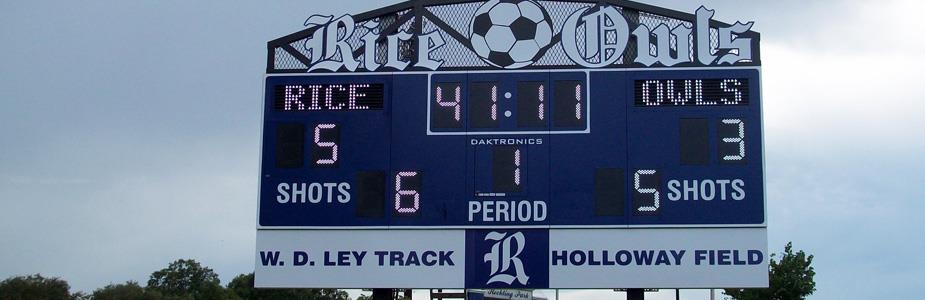 Rice Owls
RICE 41:11 OWLS
DAKTRONICS
5 1 3
SHOTS 6 PERIOD 5 SHOTS
W. D. LEY TRACK R HOLLOWAY FIELD